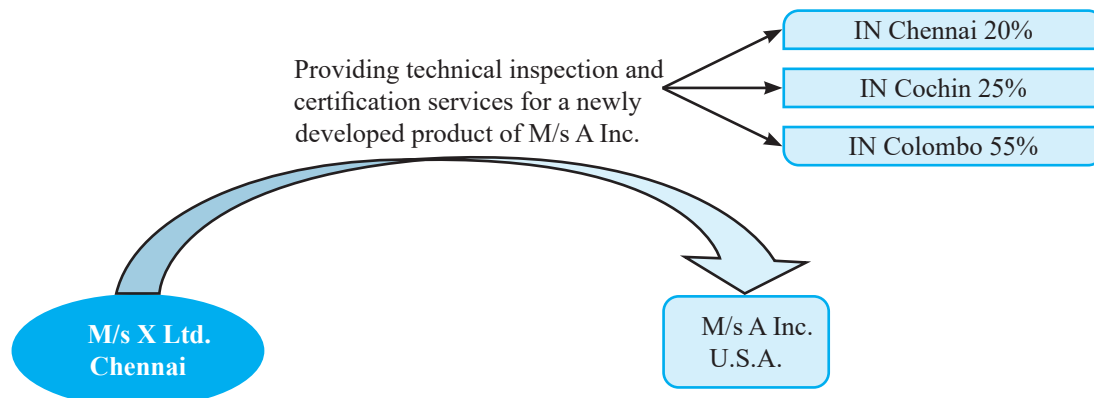 IN Chennai 20%
Providing technical inspection and
certification services for a newly
developed product of M/s A Inc.
IN Cochin 25%
IN Colombo 55%
M/s X Ltd.
Chennai
M/s A Inc.
U.S.A.